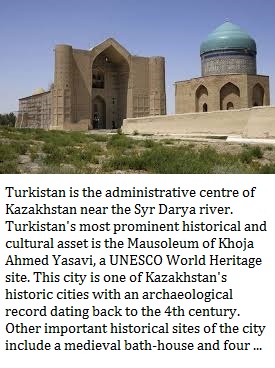 Turkistan is the administrative centre of
Kazakhstan near the Syr Darya river.
Turkistan's most prominent historical and
cultural asset is the Mausoleum of Khoja
Ahmed Yasavi, a UNESCO World Heritage
site. This city is one of Kazakhstan's
historic cities with an archaeological
record dating back to the 4th century.
Other important historical sites of the city
include a medieval bath-house and four ...